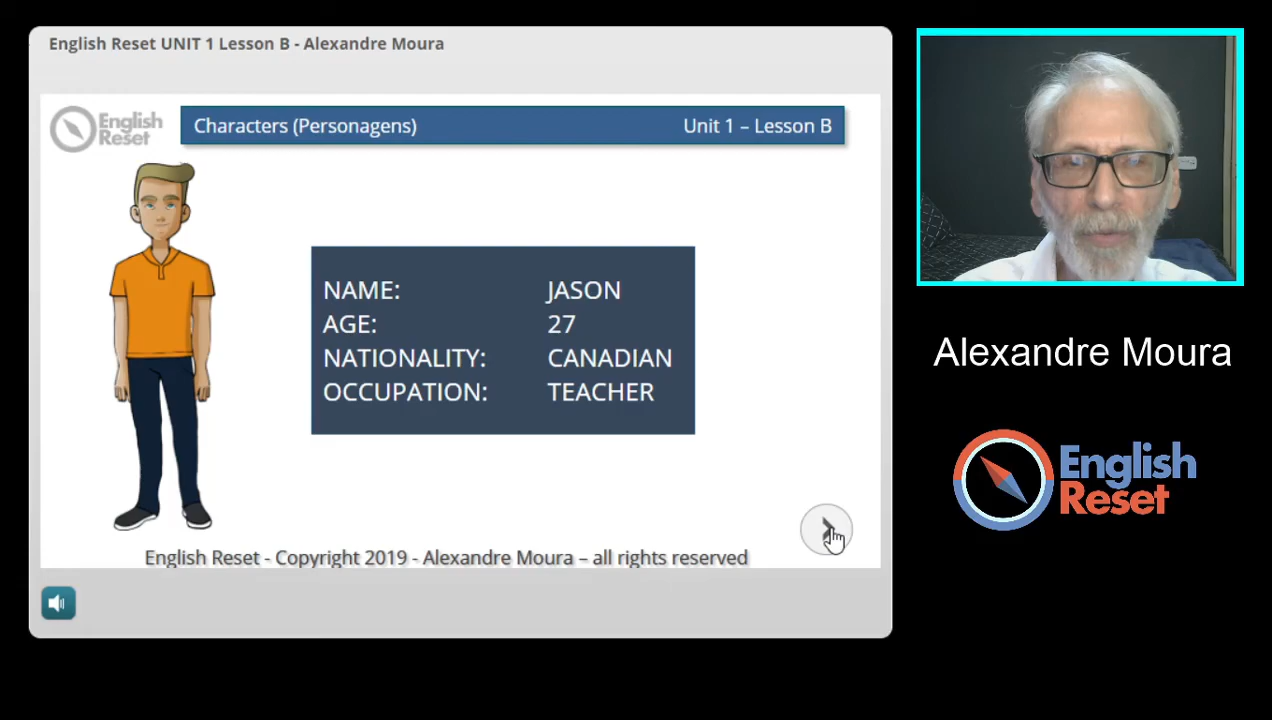 English Reset UNIT 1 Lesson B - Alexandre Moura
English
Reset
Characters (Personagens) Unit 1 – Lesson B
NAME: JASON
AGE: 27
NATIONALITY: CANADIAN
OCCUPATION: TEACHER
English Reset - Copyright 2019 - Alexandre Moura – all rights reserved
Alexandre Moura
English
Reset